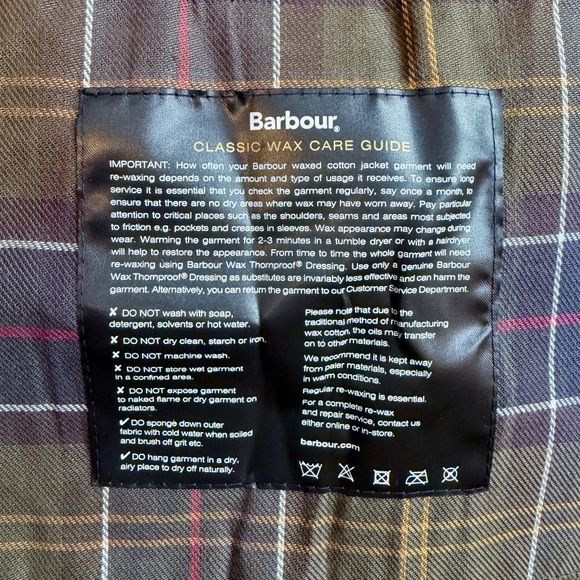 Barbour®
CLASSIC WAX CARE GUIDE
IMPORTANT: How often your Barbour waxed cotton jacket garment will need
re-waxing depends on the amount and type of usage it receives. To ensure long
service it is essential that you check the garment regularly, say once a month, to
ensure that there are no dry areas where wax may have worn away. Pay particular
attention to critical places such as the shoulders, seams and areas most subjected
to friction e.g. pockets and creases in sleeves. Wax appearance may change during
wear. Warming the garment for 2-3 minutes in a tumble dryer or with a hairdryer
will help to restore the appearance. From time to time the whole garment will need
re-waxing using Barbour Wax Thornproof® Dressing. Use only a genuine Barbour
Wax Thornproof® Dressing as substitutes are invariably less effective and can harm the
garment. Alternatively, you can return the garment to our Customer Service Department.
✘ DO NOT wash with soap,
detergent, solvents or hot water.
✘ DO NOT dry clean, starch or iron.
✘ DO NOT machine wash.
✘ DO NOT store wet garment
in a confined area.
✘ DO NOT expose garment
to naked flame or dry garment on
radiators.
✔ DO sponge down outer
fabric with cold water when soiled
and brush off grit etc.
✔ DO hang garment in a dry,
airy place to dry off naturally.
Please note that due to the
traditional method of manufacturing
wax cotton, the oils may transfer
on to other materials.
We recommend it is kept away
from paler materials, especially
in warm conditions.
Regular re-waxing is essential.
For a complete re-wax
and repair service, contact us
either online or in-store.
barbour.com